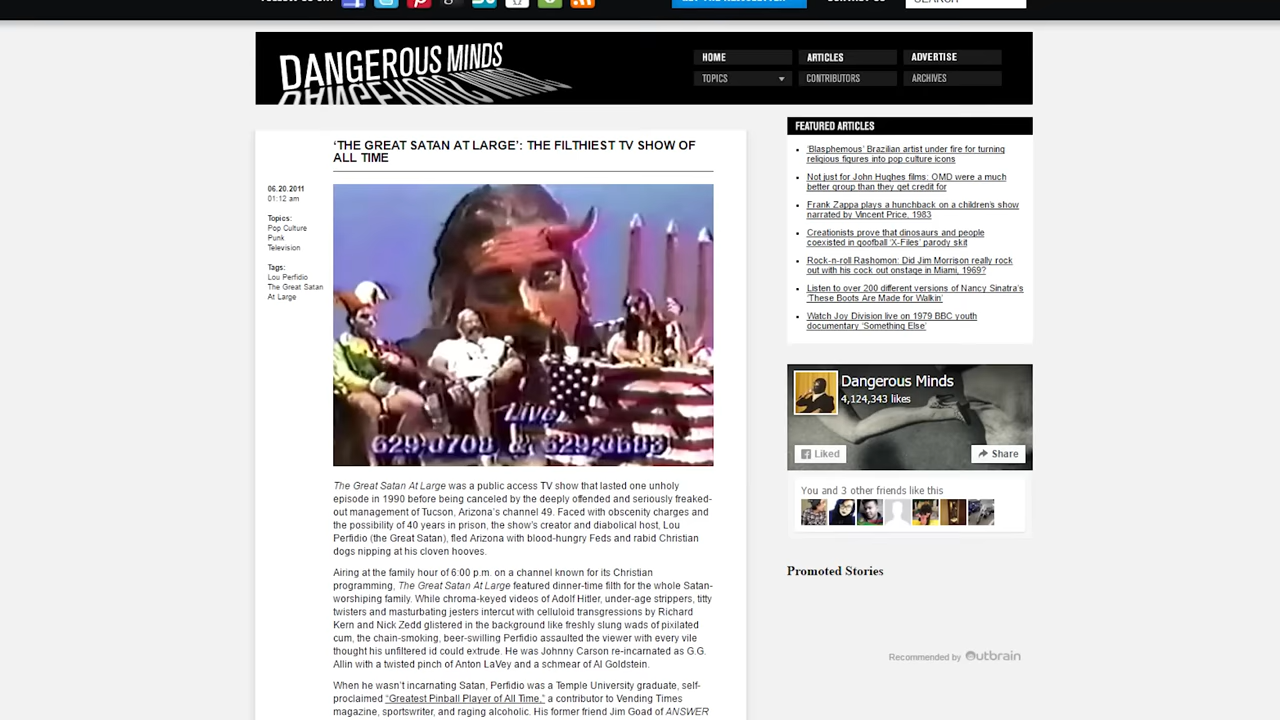 CONTACT US
DANGEROUS MINDS
HOME
ARTICLES
ADVERTISE
TOPICS
CONTRIBUTORS
ARCHIVES
‘THE GREAT SATAN AT LARGE’: THE FILTHIEST TV SHOW OF
ALL TIME
06.20.2011
01:12 am
Topics:
Pop Culture
Punk
Television
Tags:
Lou Perfidio
The Great Satan
At Large
Live
629-0708 & 629-0683
The Great Satan At Large was a public access TV show that lasted one unholy
episode in 1990 before being canceled by the deeply offended and seriously freaked-
out management of Tucson, Arizona’s channel 49. Faced with obscenity charges and
the possibility of 40 years in prison, the show’s creator and diabolical host, Lou
Perfidio (the Great Satan), fled Arizona with blood-hungry Feds and rabid Christian
dogs nipping at his cloven hooves.
Airing at the family hour of 6:00 p.m. on a channel known for its Christian
programming, The Great Satan At Large featured dinner-time filth for the whole Satan-
worshiping family. While chroma-keyed videos of Adolf Hitler, under-age strippers, titty
twisters and masturbating jesters intercut with celluloid transgressions by Richard
Kern and Nick Zedd glistered in the background like freshly slung wads of pixilated
cum, the chain-smoking, beer-swilling Perfidio assaulted the viewer with every vile
thought his unfiltered id could extrude. He was Johnny Carson re-incarnated as G.G.
Allin with a twisted pinch of Anton LaVey and a schmear of Al Goldstein.
When he wasn’t incarnating Satan, Perfidio was a Temple University graduate, self-
proclaimed “Greatest Pinball Player of All Time,” a contributor to Vending Times
magazine, sportswriter, and raging alcoholic. His former friend Jim Goad of ANSWER
FEATURED ARTICLES
‘Blasphemous’ Brazilian artist under fire for turning
religious figures into pop culture icons
Not just for John Hughes films: OMD were a much
better group than they get credit for
Frank Zappa plays a hunchback on a children’s show
narrated by Vincent Price, 1983
Creationists prove that dinosaurs and people
coexisted in goofball ‘X-Files’ parody skit
Rock-n-roll Rashomon: Did Jim Morrison really rock
out with his cock out onstage in Miami, 1969?
Listen to over 200 different versions of Nancy Sinatra’s
‘These Boots Are Made for Walkin’
Watch Joy Division live on 1979 BBC youth
documentary ‘Something Else’
Dangerous Minds
4,124,343 likes
Liked
Share
You and 3 other friends like this
Promoted Stories
Recommended by Outbrain